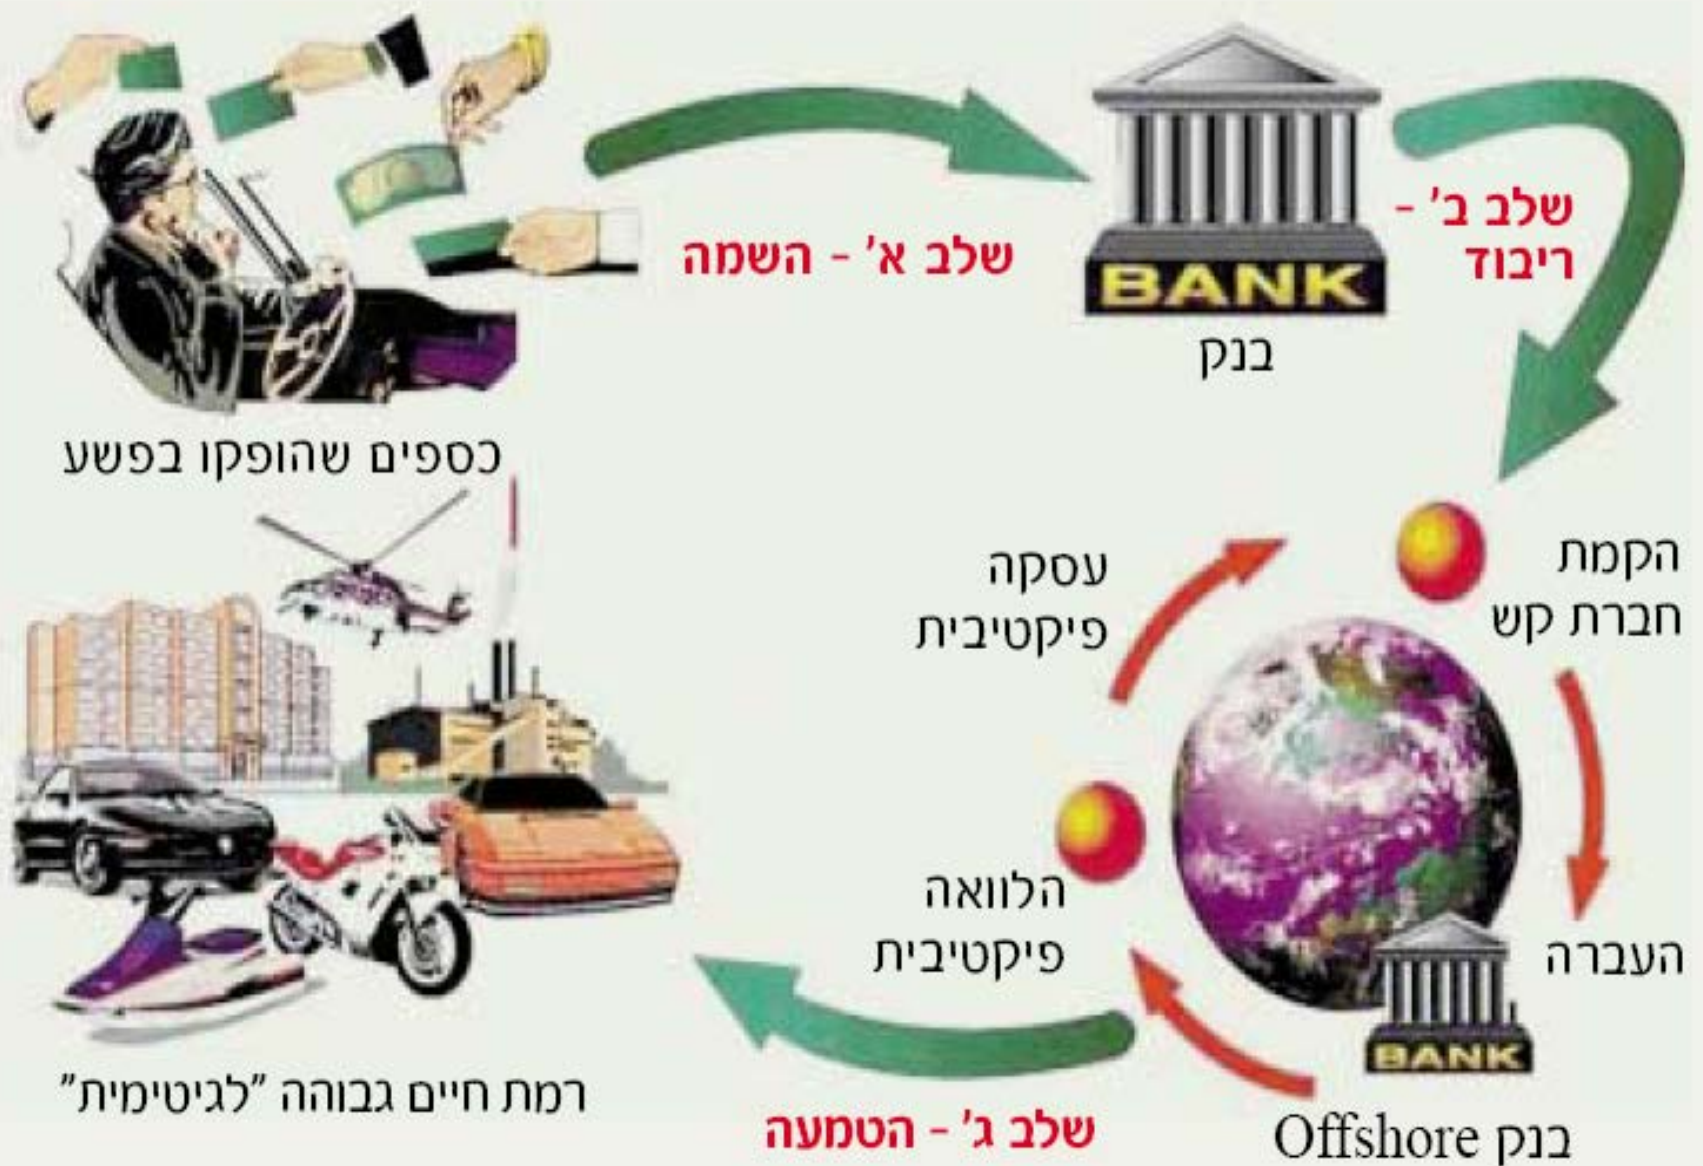 כספים שהופקו בפשע
שלב א' - השמה
BANK
בנק
שלב ב' -
ריבוד
הקמת
חברת קש
העברה
BANK
בנק Offshore
הלוואה
פיקטיבית
עסקה
פיקטיבית
שלב ג' - הטמעה
רמת חיים גבוהה "לגיטימית"